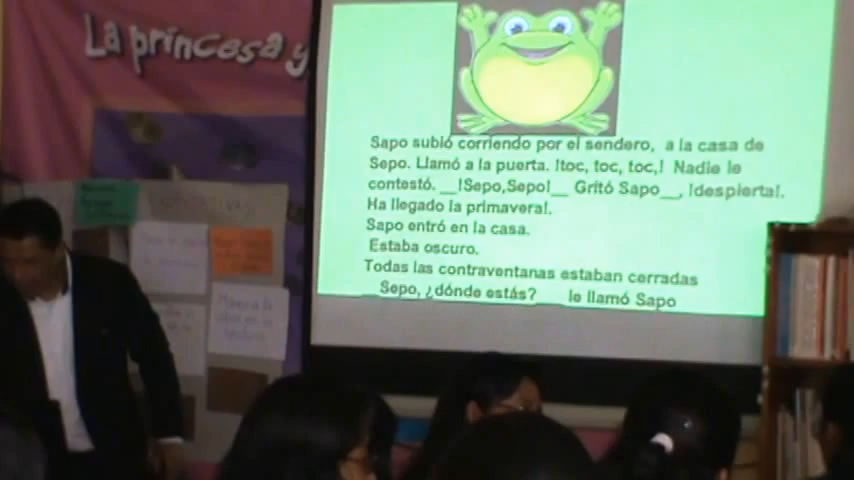 La princesa y
Sapo subió corriendo por el sendero, a la casa de
Sepo. Llamó a la puerta. !toc, toc, toc,! Nadie le
contestó. __!Sepo,Sepo!__ Gritó Sapo__, !despierta!.
Ha llegado la primavera!.
Sapo entró en la casa.
Estaba oscuro.
Todas las contraventanas estaban cerradas
__Sepo, ¿dónde estás?___ le llamó Sapo